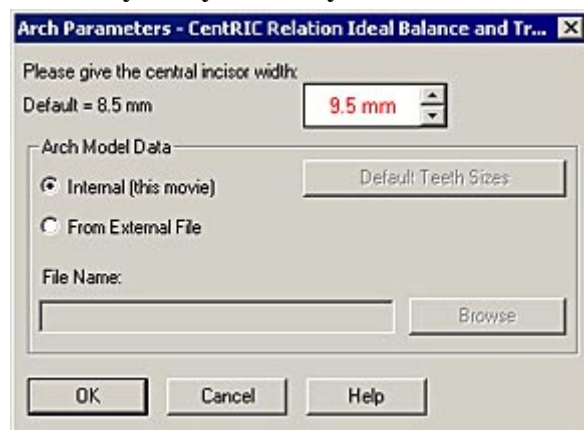 Arch Parameters - CentRIC Relation Ideal Balance and Tr...
Please give the central incisor width:
Default = 8.5 mm
9.5 mm
Arch Model Data
Internal (this movie)
Default Teeth Sizes
From External File
File Name:
Browse
OK
Cancel
Help